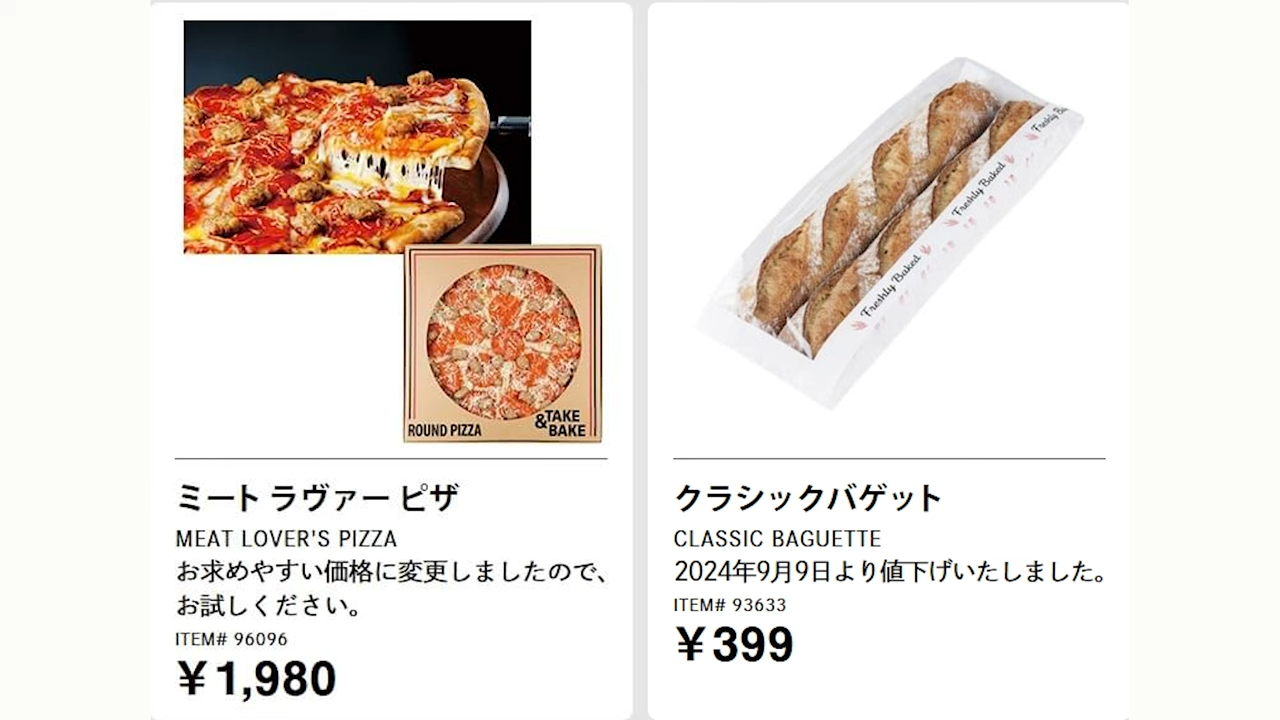 ROUND PIZZA
&TAKE
BAKE
ミート ラヴァー ピザ
MEAT LOVER'S PIZZA
お求めやすい価格に変更しましたので、
お試しください。
ITEM# 96096
￥1,980
Freshly Baked
Freshly Baked
Freshly Ba
クラシックバゲット
CLASSIC BAGUETTE
2024年9月9日より値下げいたしました。
ITEM# 93633
￥399